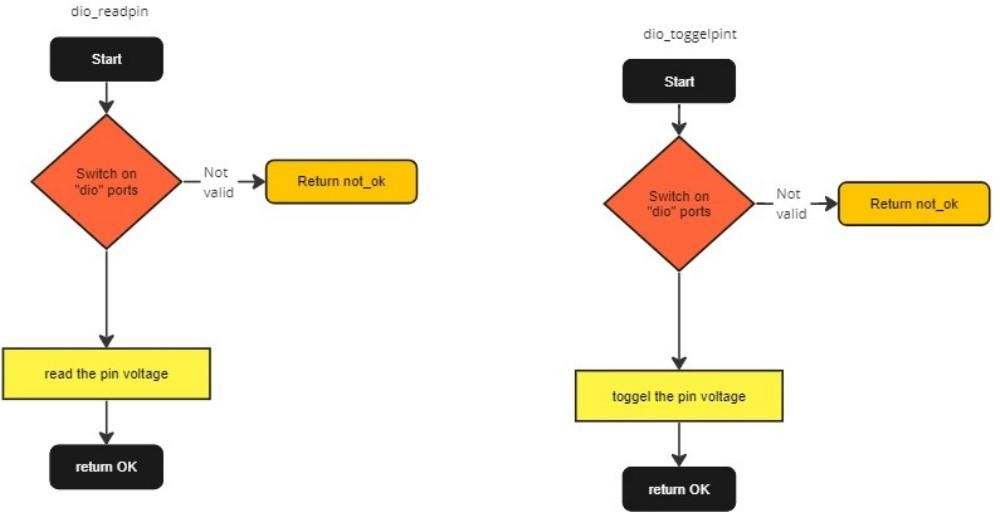 dio_readpin
Start
Switch on
"dio" ports
Not
valid
Return not_ok
read the pin voltage
return OK
dio_toggelpint
Start
Switch on
"dio" ports
Not
valid
Return not_ok
toggel the pin voltage
return OK